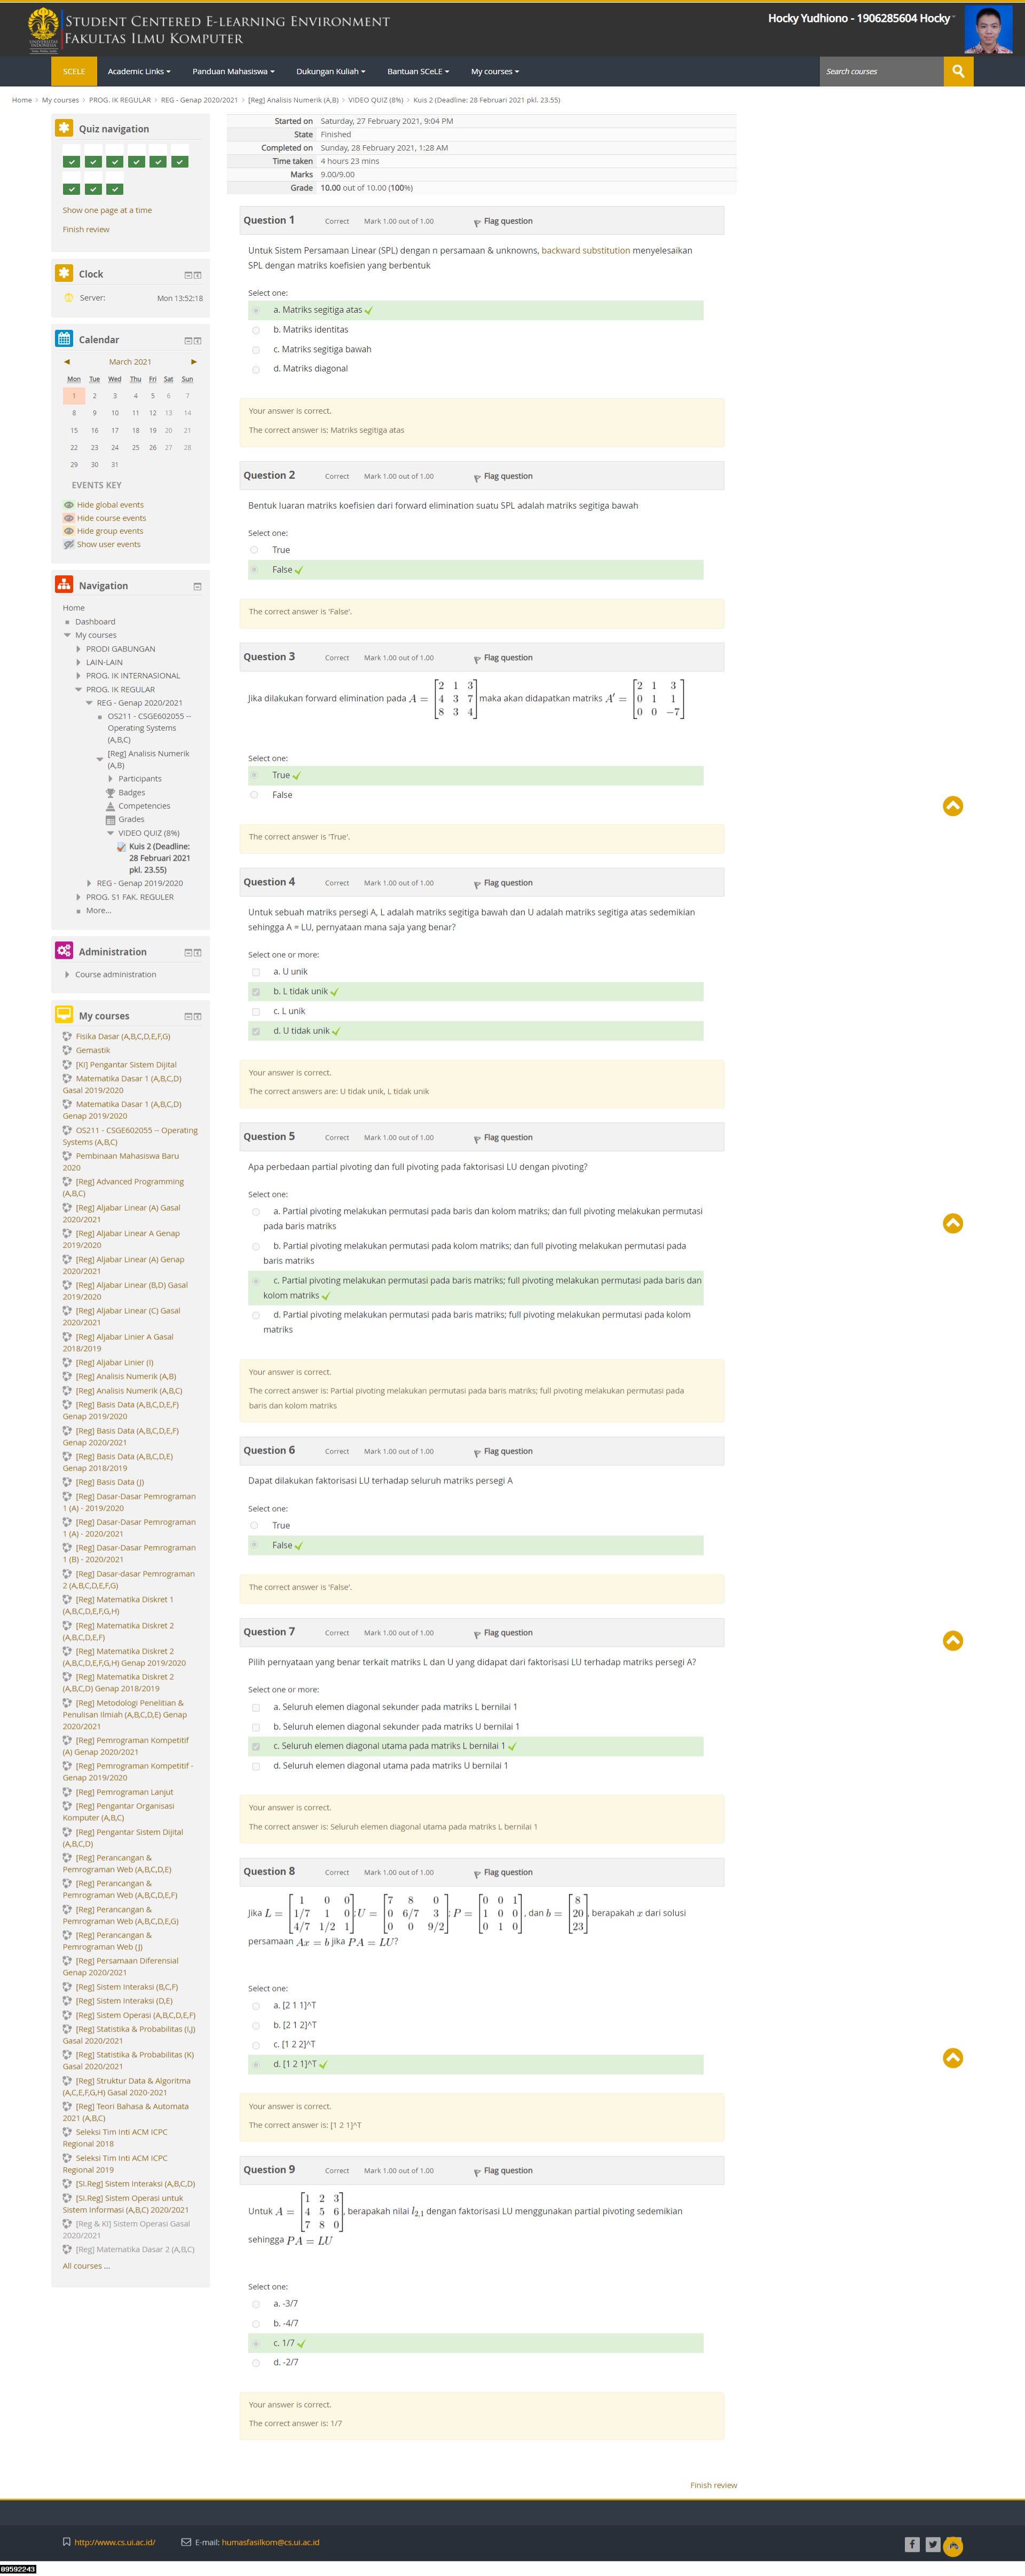 STUDENT CENTERED E-LEARNING ENVIRONMENT
FAKULTAS ILMU KOMPUTER
Hocky Yudhiono - 1906285604 Hocky
SCELE Academic Links Panduan Mahasiswa Dukungan Kuliah Bantuan SCeLE My courses Search courses
Home My courses PROG. IK REGULAR REG - Genap 2020/2021 [Reg] Analisis Numerik (A,B) VIDEO QUIZ (8%) Kuis 2 (Deadline: 28 Februari 2021 pkl. 23.55)
Quiz navigation
Show one page at a time
Finish review
Clock
Server: Mon 13:52:18
Calendar
◄ March 2021 ►
Mon Tue Wed Thu Fri Sat Sun
1 2 3 4 5 6 7
8 9 10 11 12 13 14
15 16 17 18 19 20 21
22 23 24 25 26 27 28
29 30 31
EVENTS KEY
Hide global events
Hide course events
Hide group events
Show user events
Navigation
Home
Dashboard
My courses
PRODI GABUNGAN
LAIN-LAIN
PROG. IK INTERNASIONAL
PROG. IK REGULAR
REG - Genap 2020/2021
OS211 - CSGE602055 --
Operating Systems
(A,B,C)
[Reg] Analisis Numerik
(A,B)
Participants
Badges
Competencies
Grades
VIDEO QUIZ (8%)
Kuis 2 (Deadline:
28 Februari 2021
pkl. 23.55)
REG - Genap 2019/2020
PROG. S1 FAK. REGULER
More...
Administration
Course administration
My courses
Fisika Dasar (A,B,C,D,E,F,G)
Gemastik
[KI] Pengantar Sistem Dijital
Matematika Dasar 1 (A,B,C,D)
Gasal 2019/2020
Matematika Dasar 1 (A,B,C,D)
Genap 2019/2020
OS211 - CSGE602055 -- Operating
Systems (A,B,C)
Pembinaan Mahasiswa Baru
2020
[Reg] Advanced Programming
(A,B,C)
[Reg] Aljabar Linear (A) Gasal
2020/2021
[Reg] Aljabar Linear A Genap
2019/2020
[Reg] Aljabar Linear (A) Genap
2020/2021
[Reg] Aljabar Linear (B,D) Gasal
2019/2020
[Reg] Aljabar Linear (C) Gasal
2020/2021
[Reg] Aljabar Linier A Gasal
2018/2019
[Reg] Aljabar Linier (I)
[Reg] Analisis Numerik (A,B)
[Reg] Analisis Numerik (A,B,C)
[Reg] Basis Data (A,B,C,D,E,F)
Genap 2019/2020
[Reg] Basis Data (A,B,C,D,E,F)
Genap 2020/2021
[Reg] Basis Data (A,B,C,D,E)
Genap 2018/2019
[Reg] Basis Data (J)
[Reg] Dasar-Dasar Pemrograman
1 (A) - 2019/2020
[Reg] Dasar-Dasar Pemrograman
1 (A) - 2020/2021
[Reg] Dasar-Dasar Pemrograman
1 (B) - 2020/2021
[Reg] Dasar-dasar Pemrograman
2 (A,B,C,D,E,F,G)
[Reg] Matematika Diskret 1
(A,B,C,D,E,F,G,H)
[Reg] Matematika Diskret 2
(A,B,C,D,E,F)
[Reg] Matematika Diskret 2
(A,B,C,D,E,F,G,H) Genap 2019/2020
[Reg] Matematika Diskret 2
(A,B,C,D) Genap 2018/2019
[Reg] Metodologi Penelitian &
Penulisan Ilmiah (A,B,C,D,E) Genap
2020/2021
[Reg] Pemrograman Kompetitif
(A) Genap 2020/2021
[Reg] Pemrograman Kompetitif -
Genap 2019/2020
[Reg] Pemrograman Lanjut
[Reg] Pengantar Organisasi
Komputer (A,B,C)
[Reg] Pengantar Sistem Dijital
(A,B,C,D)
[Reg] Perancangan &
Pemrograman Web (A,B,C,D,E)
[Reg] Perancangan &
Pemrograman Web (A,B,C,D,E,F)
[Reg] Perancangan &
Pemrograman Web (A,B,C,D,E,G)
[Reg] Perancangan &
Pemrograman Web (J)
[Reg] Persamaan Diferensial
Genap 2020/2021
[Reg] Sistem Interaksi (B,C,F)
[Reg] Sistem Interaksi (D,E)
[Reg] Sistem Operasi (A,B,C,D,E,F)
[Reg] Statistika & Probabilitas (I,J)
Gasal 2020/2021
[Reg] Statistika & Probabilitas (K)
Gasal 2020/2021
[Reg] Struktur Data & Algoritma
(A,C,E,F,G,H) Gasal 2020-2021
[Reg] Teori Bahasa & Automata
2021 (A,B,C)
Seleksi Tim Inti ACM ICPC
Regional 2018
Seleksi Tim Inti ACM ICPC
Regional 2019
[SI.Reg] Sistem Interaksi (A,B,C,D)
[SI.Reg] Sistem Operasi untuk
Sistem Informasi (A,B,C) 2020/2021
[Reg & KI] Sistem Operasi Gasal
2020/2021
[Reg] Matematika Dasar 2 (A,B,C)
All courses ...
Started on Saturday, 27 February 2021, 9:04 PM
State Finished
Completed on Sunday, 28 February 2021, 1:28 AM
Time taken 4 hours 23 mins
Marks 9.00/9.00
Grade 10.00 out of 10.00 (100%)
Question 1 Correct Mark 1.00 out of 1.00 Flag question
Untuk Sistem Persamaan Linear (SPL) dengan n persamaan & unknowns, backward substitution menyelesaikan
SPL dengan matriks koefisien yang berbentuk
Select one:
a. Matriks segitiga atas
b. Matriks identitas
c. Matriks segitiga bawah
d. Matriks diagonal
Your answer is correct.
The correct answer is: Matriks segitiga atas
Question 2 Correct Mark 1.00 out of 1.00 Flag question
Bentuk luaran matriks koefisien dari forward elimination suatu SPL adalah matriks segitiga bawah
Select one:
True
False
The correct answer is 'False'.
Question 3 Correct Mark 1.00 out of 1.00 Flag question
Jika dilakukan forward elimination pada A = [2 1 3; 4 3 7; 8 3 4] maka akan didapatkan matriks A′ = [2 1 3; 0 1 1; 0 0 −7]
Select one:
True
False
The correct answer is 'True'.
Question 4 Correct Mark 1.00 out of 1.00 Flag question
Untuk sebuah matriks persegi A, L adalah matriks segitiga bawah dan U adalah matriks segitiga atas sedemikian
sehingga A = LU, pernyataan mana saja yang benar?
Select one or more:
a. U unik
b. L tidak unik
c. L unik
d. U tidak unik
Your answer is correct.
The correct answers are: U tidak unik, L tidak unik
Question 5 Correct Mark 1.00 out of 1.00 Flag question
Apa perbedaan partial pivoting dan full pivoting pada faktorisasi LU dengan pivoting?
Select one:
a. Partial pivoting melakukan permutasi pada baris dan kolom matriks; dan full pivoting melakukan permutasi
pada baris matriks
b. Partial pivoting melakukan permutasi pada kolom matriks; dan full pivoting melakukan permutasi pada
baris matriks
c. Partial pivoting melakukan permutasi pada baris matriks; full pivoting melakukan permutasi pada baris dan
kolom matriks
d. Partial pivoting melakukan permutasi pada baris matriks; full pivoting melakukan permutasi pada kolom
matriks
Your answer is correct.
The correct answer is: Partial pivoting melakukan permutasi pada baris matriks; full pivoting melakukan permutasi pada
baris dan kolom matriks
Question 6 Correct Mark 1.00 out of 1.00 Flag question
Dapat dilakukan faktorisasi LU terhadap seluruh matriks persegi A
Select one:
True
False
The correct answer is 'False'.
Question 7 Correct Mark 1.00 out of 1.00 Flag question
Pilih pernyataan yang benar terkait matriks L dan U yang didapat dari faktorisasi LU terhadap matriks persegi A?
Select one or more:
a. Seluruh elemen diagonal sekunder pada matriks L bernilai 1
b. Seluruh elemen diagonal sekunder pada matriks U bernilai 1
c. Seluruh elemen diagonal utama pada matriks L bernilai 1
d. Seluruh elemen diagonal utama pada matriks U bernilai 1
Your answer is correct.
The correct answer is: Seluruh elemen diagonal utama pada matriks L bernilai 1
Question 8 Correct Mark 1.00 out of 1.00 Flag question
Jika L = [1 0 0; 1/7 1 0; 4/7 1/2 1]; U = [7 8 0; 0 6/7 3; 0 0 9/2]; P = [0 0 1; 1 0 0; 0 1 0], dan b = [8; 20; 23], berapakah x dari solusi
persamaan Ax = b jika PA = LU?
Select one:
a. [2 1 1]^T
b. [2 1 2]^T
c. [1 2 2]^T
d. [1 2 1]^T
Your answer is correct.
The correct answer is: [1 2 1]^T
Question 9 Correct Mark 1.00 out of 1.00 Flag question
Untuk A = [1 2 3; 4 5 6; 7 8 0], berapakah nilai l2,1 dengan faktorisasi LU menggunakan partial pivoting sedemikian
sehingga PA = LU
Select one:
a. -3/7
b. -4/7
c. 1/7
d. -2/7
Your answer is correct.
The correct answer is: 1/7
Finish review
http://www.cs.ui.ac.id/ E-mail: humasfasilkom@cs.ui.ac.id
09592243